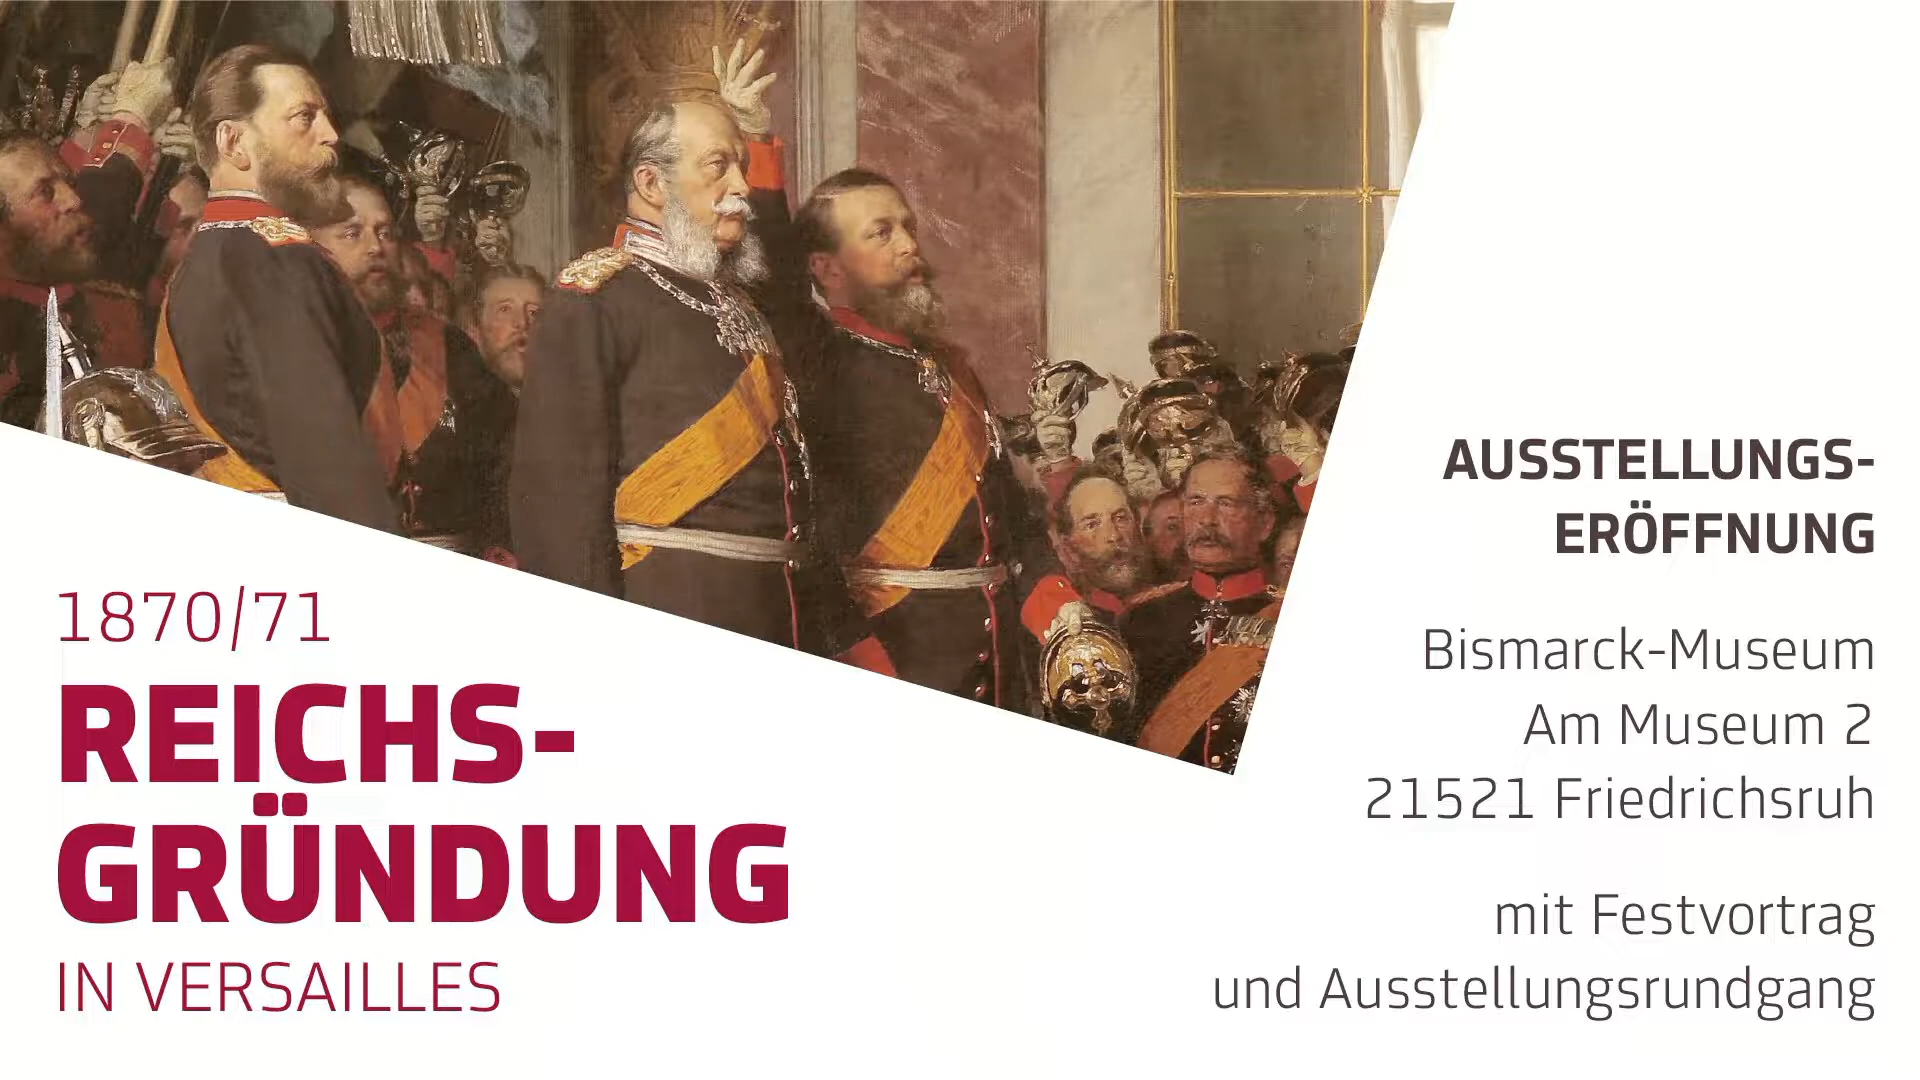 1870/71
REICHS-
GRÜNDUNG
IN VERSAILLES
AUSSTELLUNGS-
ERÖFFNUNG
Bismarck-Museum
Am Museum 2
21521 Friedrichsruh
mit Festvortrag
und Ausstellungsrundgang